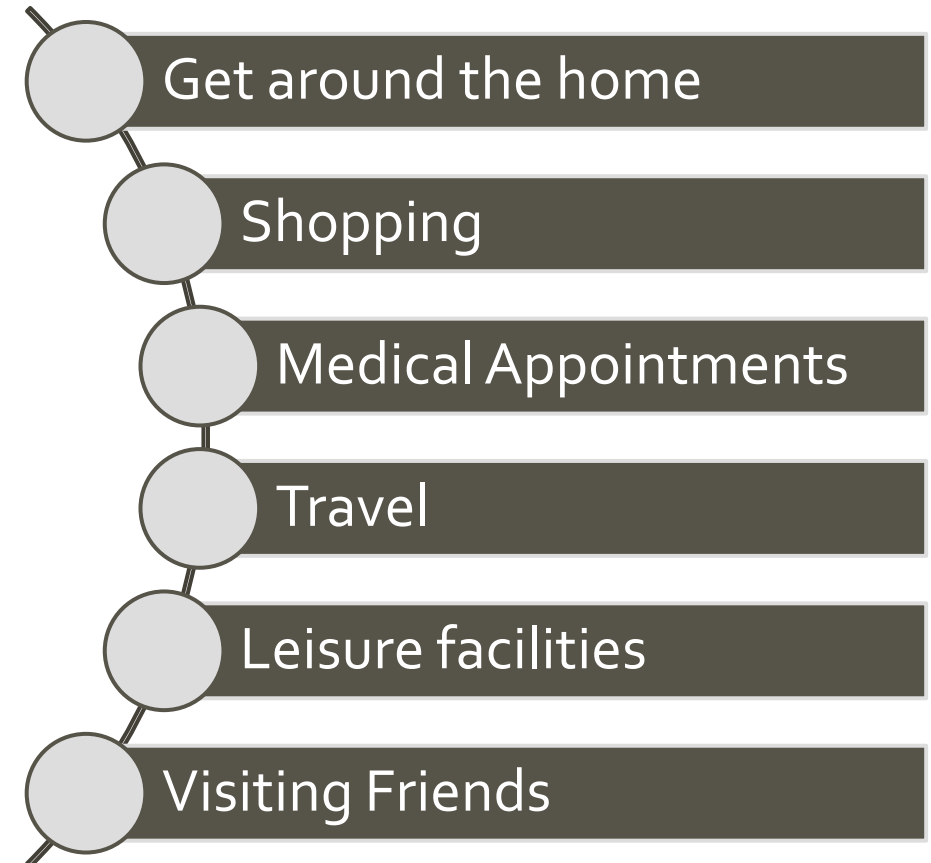 Get around the home
Shopping
Medical Appointments
Travel
Leisure facilities
Visiting Friends